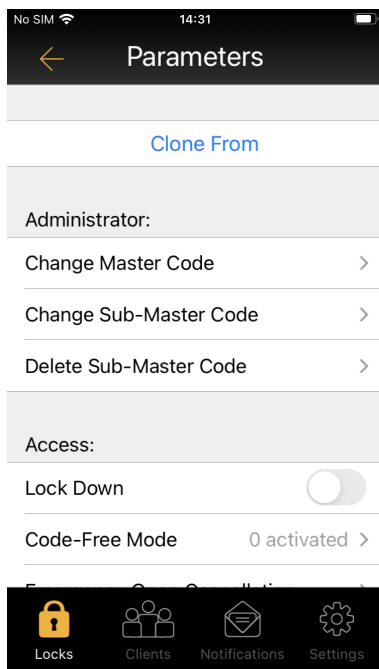 No SIM 14:31
Parameters
Clone From
Administrator:
Change Master Code
Change Sub-Master Code
Delete Sub-Master Code
Access:
Lock Down
Code-Free Mode 0 activated
Locks Clients Notifications Settings